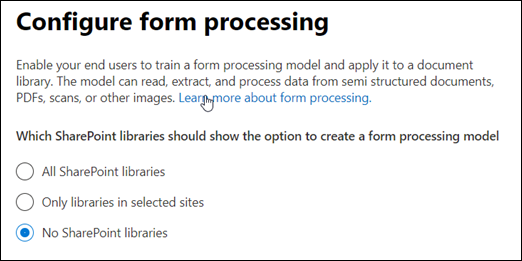 Configure form processing
Enable your end users to train a form processing model and apply it to a document
library. The model can read, extract, and process data from semi structured documents,
PDFs, scans, or other images. Learn more about form processing.
Which SharePoint libraries should show the option to create a form processing model
All SharePoint libraries
Only libraries in selected sites
No SharePoint libraries